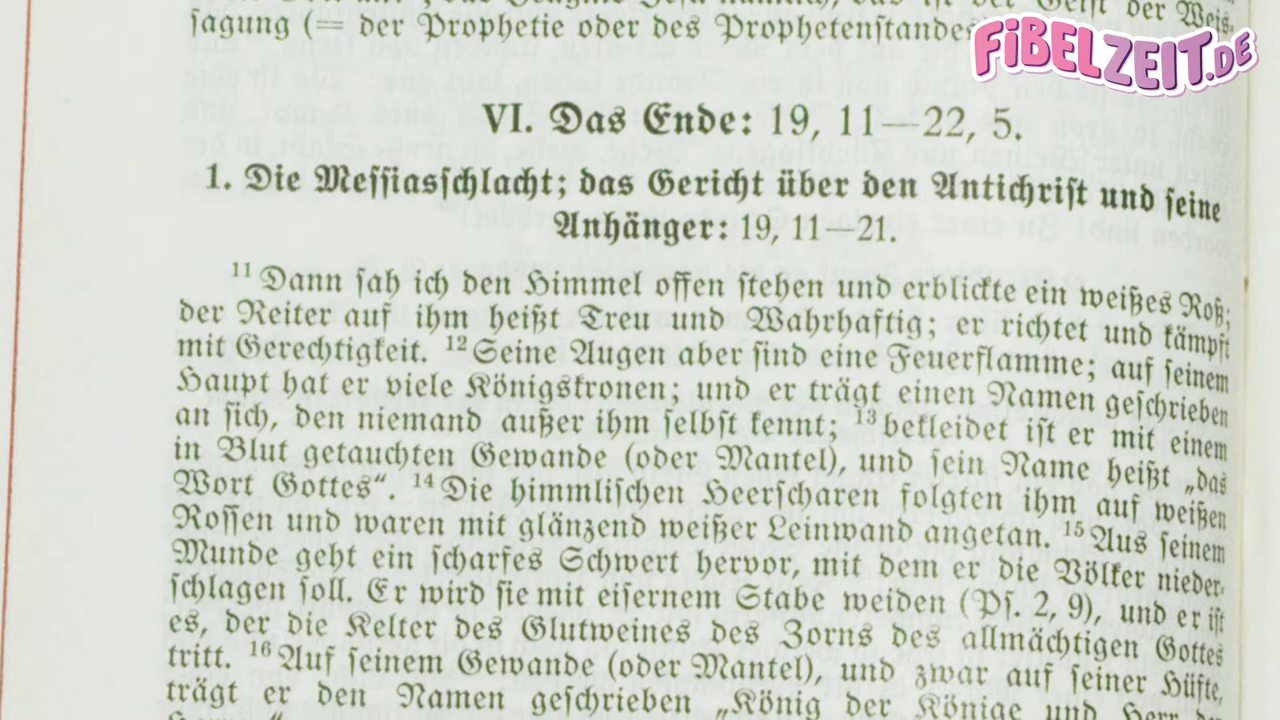 der Weis-
sagung (= der Prophetie oder des Prophetenstandes
FIBELZEIT.DE
VI. Das Ende: 19, 11—22, 5.
1. Die Messiasschlacht; das Gericht über den Antichrist und seine
Anhänger: 19, 11—21.
11 Dann sah ich den Himmel offen stehen und erblickte ein weißes Roß;
der Reiter auf ihm heißt Treu und Wahrhaftig; er richtet und kämpft
mit Gerechtigkeit. 12 Seine Augen aber sind eine Feuerflamme; auf seinem
Haupt hat er viele Königskronen; und er trägt einen Namen geschrieben
an sich, den niemand außer ihm selbst kennt; 13 bekleidet ist er mit einem
in Blut getauchten Gewande (oder Mantel), und sein Name heißt „das
Wort Gottes“. 14 Die himmlischen Heerscharen folgten ihm auf weißen
Rossen und waren mit glänzend weißer Leinwand angetan. 15 Aus seinem
Munde geht ein scharfes Schwert hervor, mit dem er die Völker nieder-
schlagen soll. Er wird sie mit eisernem Stabe weiden (Ps. 2, 9), und er ist
es, der die Kelter des Glutweines des Zorns des allmächtigen Gottes
tritt. 16 Auf seinem Gewande (oder Mantel), und zwar auf seiner Hüfte,
trägt er den Namen geschrieben „König der Könige und Herr